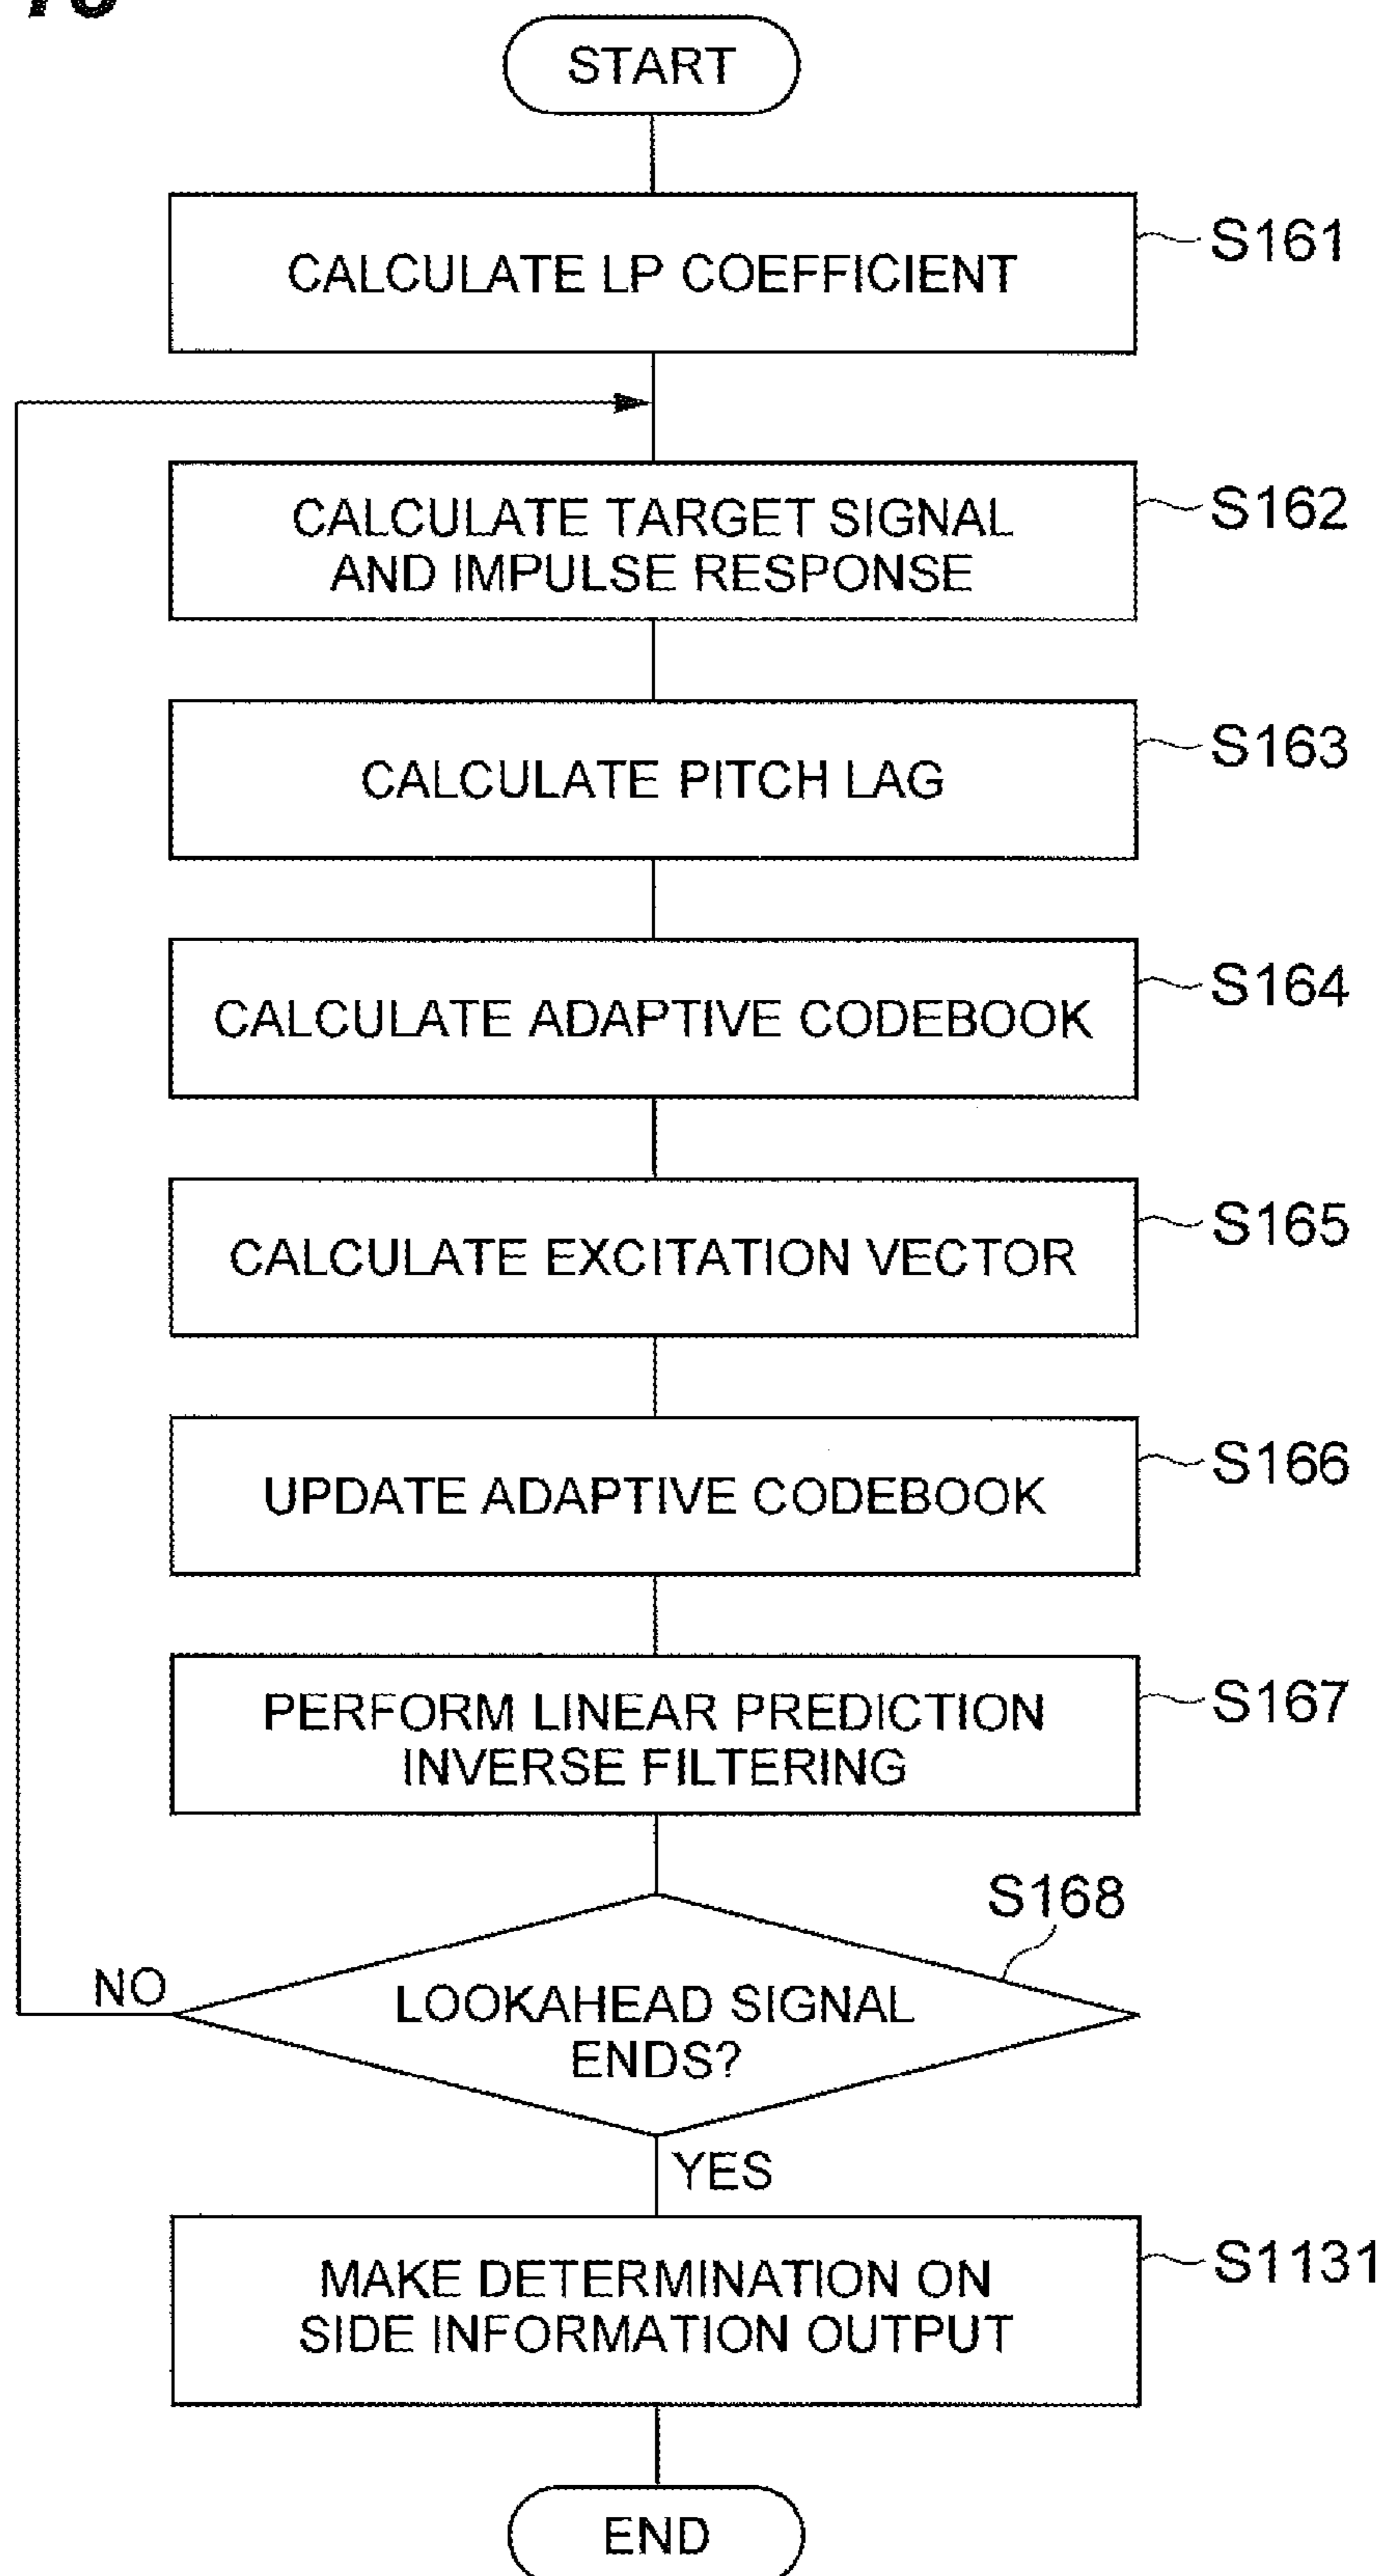 START
CALCULATE LP COEFFICIENT
S161
CALCULATE TARGET SIGNAL
AND IMPULSE RESPONSE
S162
CALCULATE PITCH LAG
S163
CALCULATE ADAPTIVE CODEBOOK
S164
CALCULATE EXCITATION VECTOR
S165
UPDATE ADAPTIVE CODEBOOK
S166
PERFORM LINEAR PREDICTION
INVERSE FILTERING
S167
S168
NO
LOOKAHEAD SIGNAL
ENDS?
YES
MAKE DETERMINATION ON
SIDE INFORMATION OUTPUT
S1131
END